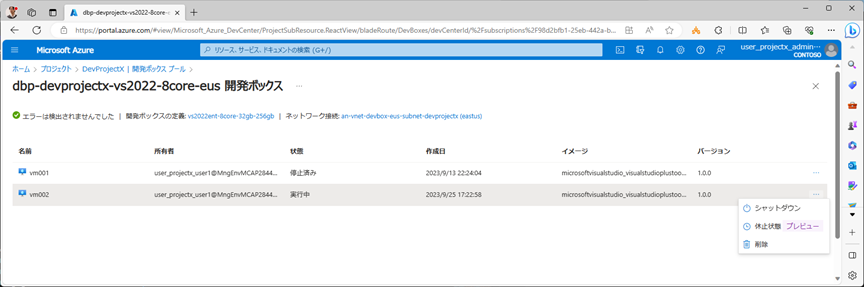 dbp-devprojectx-vs2022-8core-eus
https://portal.azure.com/#view/Microsoft_Azure_DevCenter/ProjectSubResource.ReactView/bladeRoute/DevBoxes/devCenterId/%2Fsubscriptions%2F98d2bfb1-25eb-442a-b...
Microsoft Azure
リソース、サービス、ドキュメントの検索 (G+/)
user_projectx_admin...
CONTOSO
ホーム > プロジェクト > DevProjectX | 開発ボックス プール >
dbp-devprojectx-vs2022-8core-eus 開発ボックス ...
エラーは検出されませんでした | 開発ボックスの定義: vs2022ent-8core-32gb-256gb | ネットワーク接続: an-vnet-devbox-eus-subnet-devprojectx (eastus)
名前 所有者 状態 作成日 イメージ バージョン
vm001 user_projectx_user1@MngEnvMCAP2844... 停止済み 2023/9/13 22:24:04 microsoftvisualstudio_visualstudioplustoo... 1.0.0 ...
vm002 user_projectx_user1@MngEnvMCAP2844... 実行中 2023/9/25 17:22:58 microsoftvisualstudio_visualstudioplustoo... 1.0.0 ...
シャットダウン
休止状態 プレビュー
削除